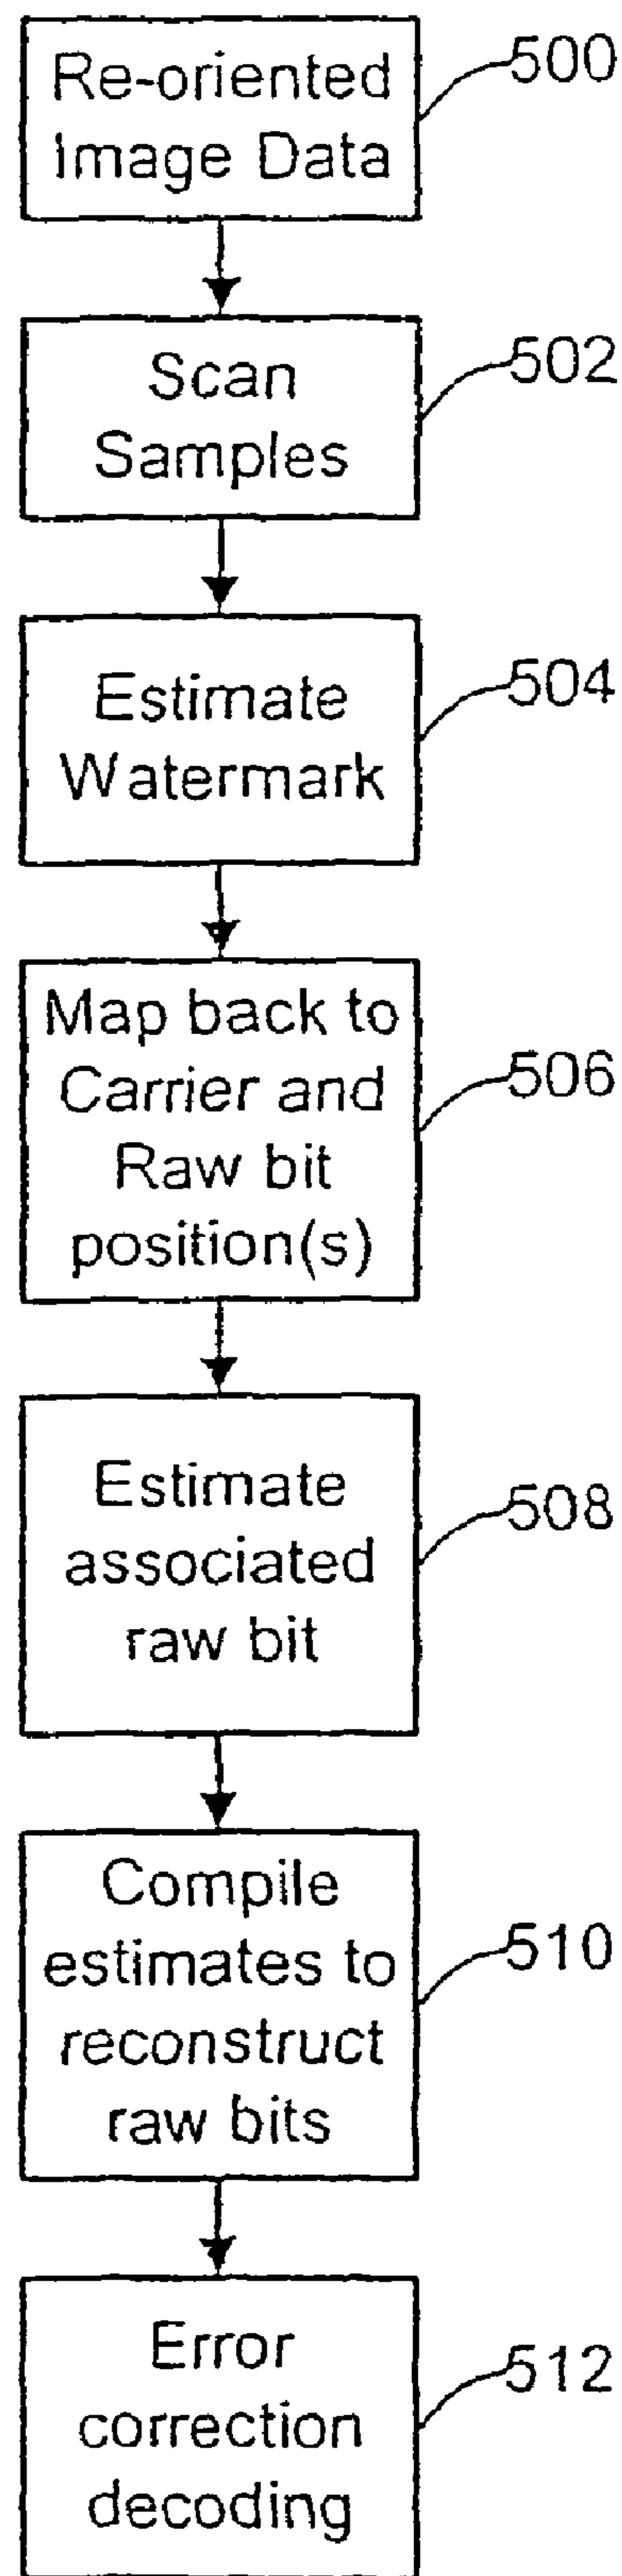 Re-oriented
Image Data
500
Scan
Samples
502
Estimate
Watermark
504
Map back to
Carrier and
Raw bit
position(s)
506
Estimate
associated
raw bit
508
Compile
estimates to
reconstruct
raw bits
510
Error
correction
decoding
512